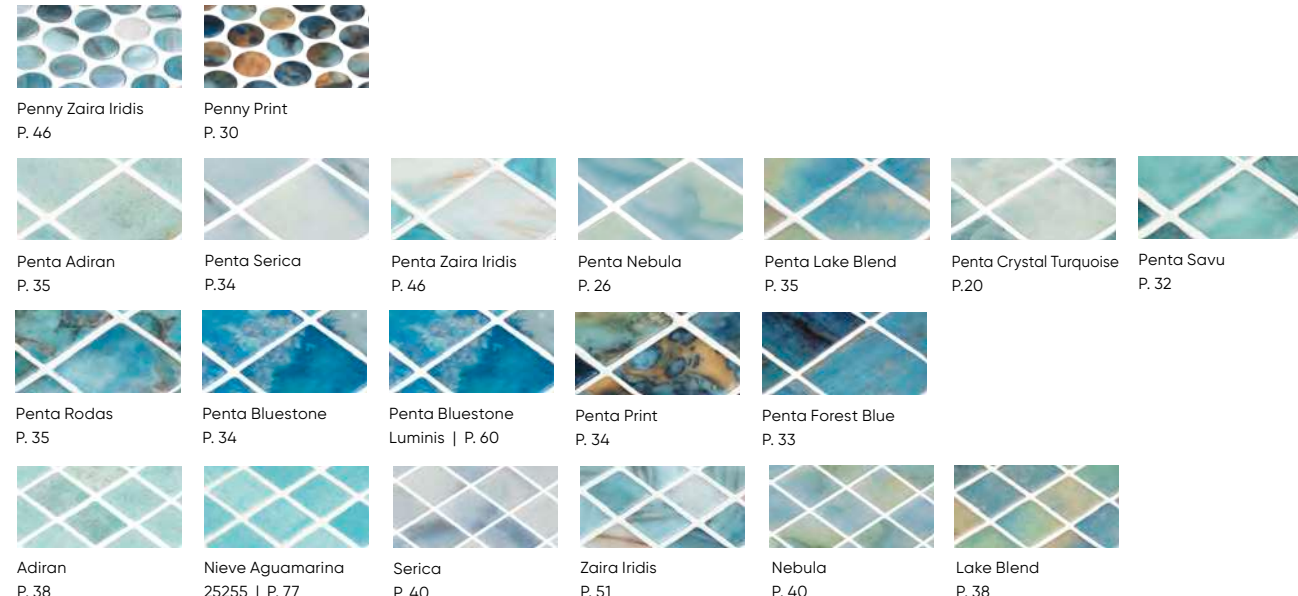 Penny Zaira Iridis
P. 46
Penny Print
P. 30
Penta Adiran
P. 35
Penta Serica
P.34
Penta Zaira Iridis
P. 46
Penta Nebula
P. 26
Penta Lake Blend
P. 35
Penta Crystal Turquoise
P.20
Penta Savu
P. 32
Penta Rodas
P. 35
Penta Bluestone
P. 34
Penta Bluestone
Luminis | P. 60
Penta Print
P. 34
Penta Forest Blue
P. 33
Adiran
P. 38
Nieve Aguamarina
25255 | P. 77
Serica
P. 40
Zaira Iridis
P. 51
Nebula
P. 40
Lake Blend
P. 38